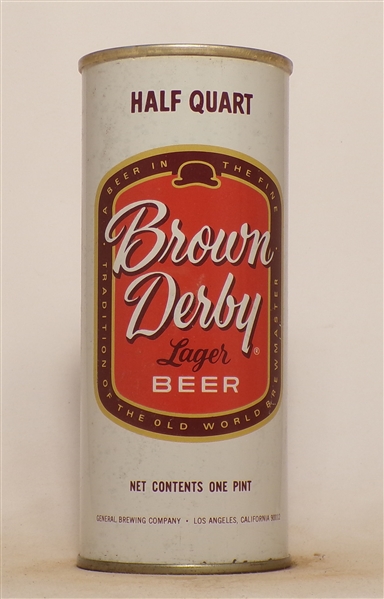 HALF QUART
A BEER IN THE FINE TRADITION OF THE OLD WORLD BREWMASTER
Brown
Derby
Lager ®
BEER
NET CONTENTS ONE PINT
GENERAL BREWING COMPANY • LOS ANGELES, CALIFORNIA